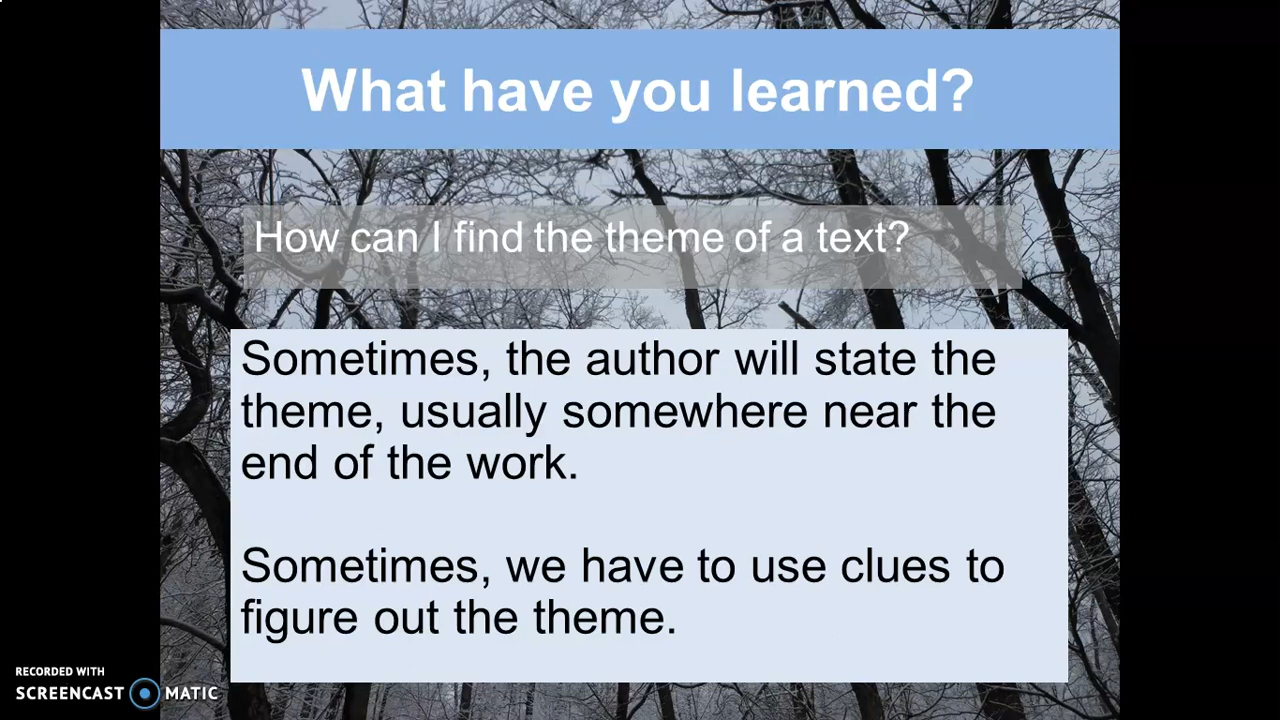 What have you learned?
How can I find the theme of a text?
Sometimes, the author will state the
theme, usually somewhere near the
end of the work.
Sometimes, we have to use clues to
figure out the theme.
RECORDED WITH
SCREENCAST MATIC